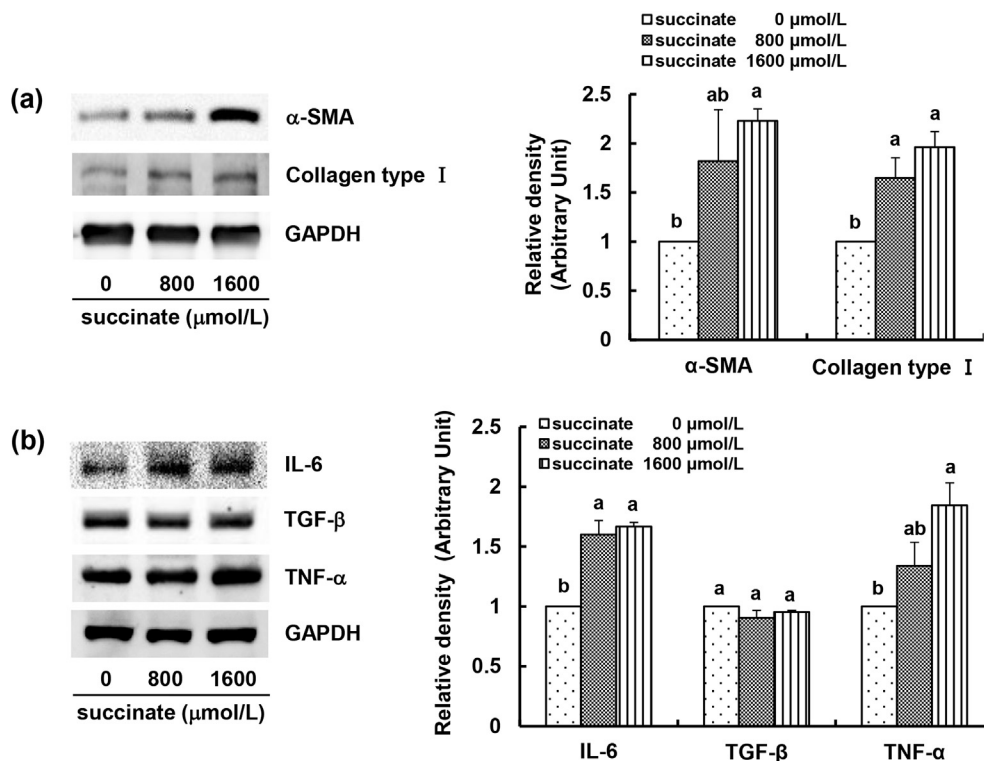 (a)
α-SMA
Collagen type Ⅰ
GAPDH
0 800 1600
succinate (μmol/L)
succinate 0 μmol/L
succinate 800 μmol/L
succinate 1600 μmol/L
Relative density
(Arbitrary Unit)
2.5
2
1.5
1
0.5
0
b ab a
b a a
α-SMA Collagen type Ⅰ
(b)
IL-6
TGF-β
TNF-α
GAPDH
0 800 1600
succinate (μmol/L)
succinate 0 μmol/L
succinate 800 μmol/L
succinate 1600 μmol/L
Relative density (Arbitrary Unit)
2.5
2
1.5
1
0.5
0
b a a
a a a
b ab a
IL-6 TGF-β TNF-α